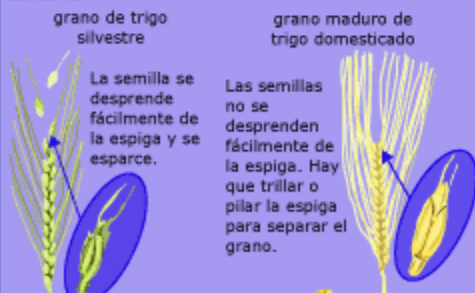 grano de trigo
silvestre
La semilla se
desprende
fácilmente de
la espiga y se
esparce.
grano maduro de
trigo domesticado
Las semillas
no se
desprenden
fácilmente de
la espiga. Hay
que trillar o
pilar la espiga
para separar el
grano.